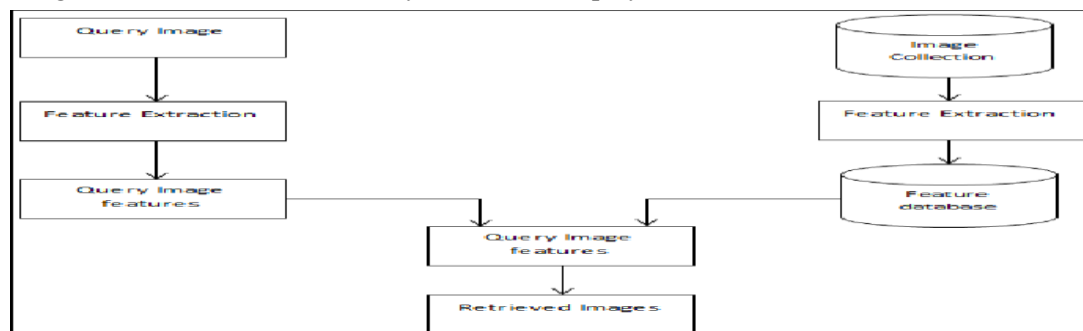 Query Image
Image
Collection
Feature Extraction
Feature Extraction
Query Image
features
Feature
database
Query Image
features
Retrieved Images